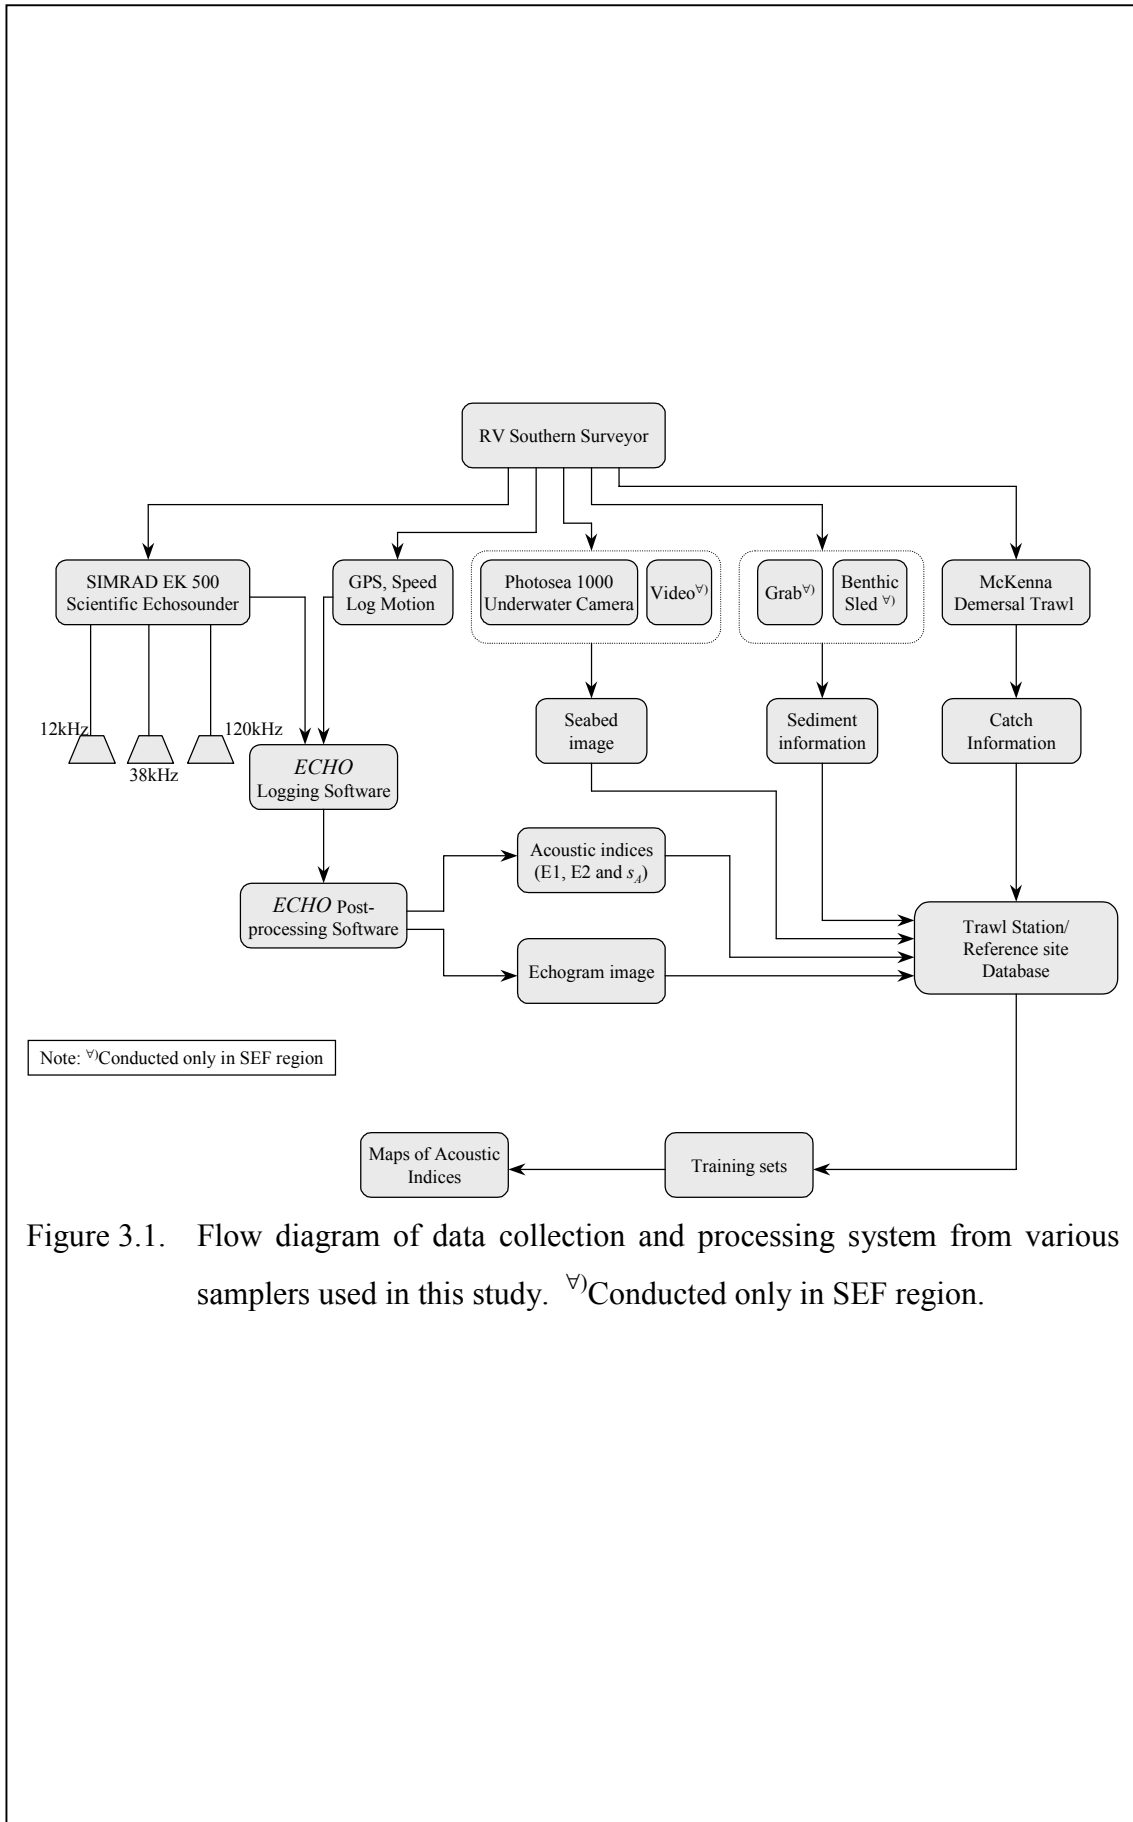 RV Southern Surveyor
SIMRAD EK 500
Scientific Echosounder
GPS, Speed
Log Motion
Photosea 1000
Underwater Camera
Video∀)
Grab∀)
Benthic
Sled ∀)
McKenna
Demersal Trawl
12kHz
38kHz
120kHz
ECHO
Logging Software
Seabed
image
Sediment
information
Catch
Information
ECHO Post-
processing Software
Acoustic indices
(E1, E2 and sA)
Echogram image
Trawl Station/
Reference site
Database
Note: ∀)Conducted only in SEF region
Maps of Acoustic
Indices
Training sets
Figure 3.1. Flow diagram of data collection and processing system from various
samplers used in this study. ∀)Conducted only in SEF region.